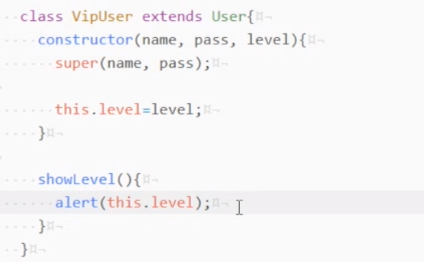 class VipUser extends User{
constructor(name, pass, level){
super(name, pass);
this.level=level;
}
showLevel(){
alert(this.level);
}
}